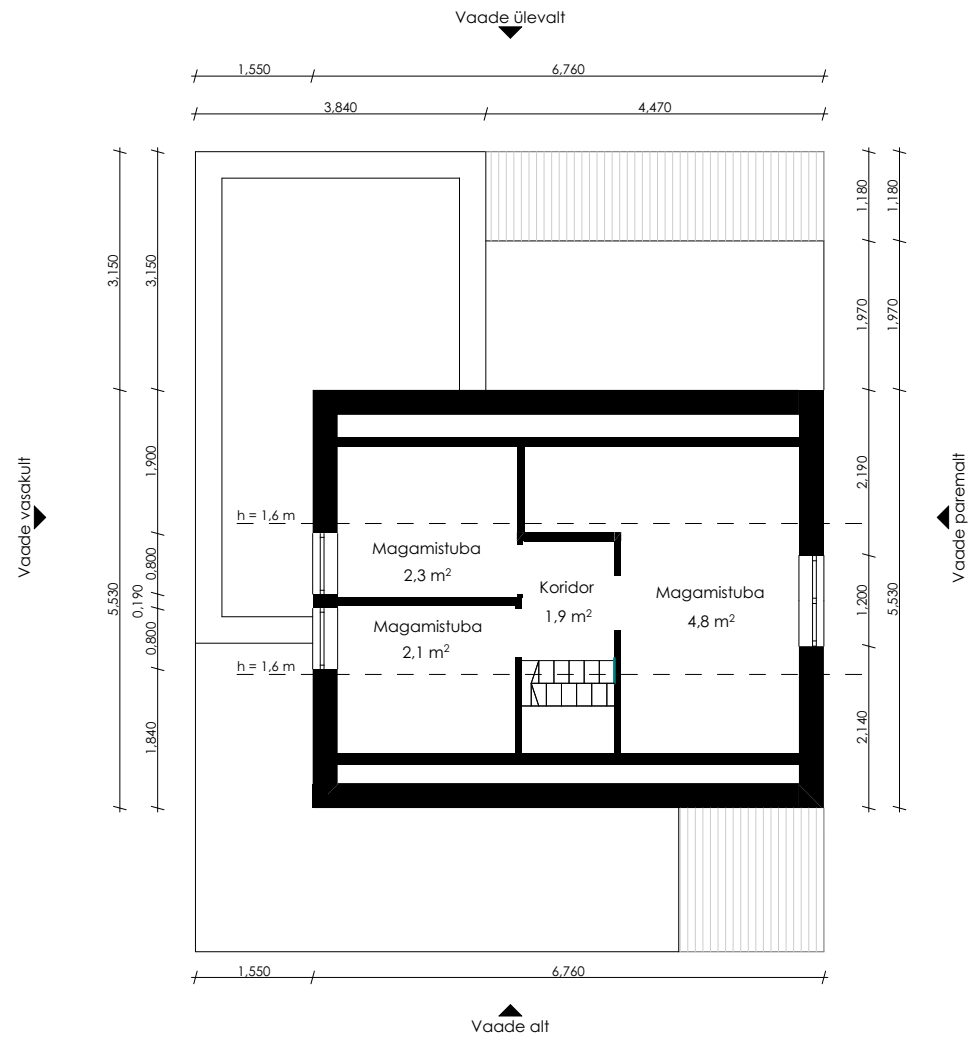 Vaade ülevalt
1,550
6,760
3,840
4,470
3,150
3,150
1,180
1,180
1,970
1,970
1,900
2,190
Vaade vasakult
Vaade paremalt
h = 1,6 m
Magamistuba
2,3 m²
Koridor
1,9 m²
Magamistuba
4,8 m²
Magamistuba
2,1 m²
h = 1,6 m
5,530
0,190
0,800
0,800
1,200
5,530
1,840
2,140
1,550
6,760
Vaade alt